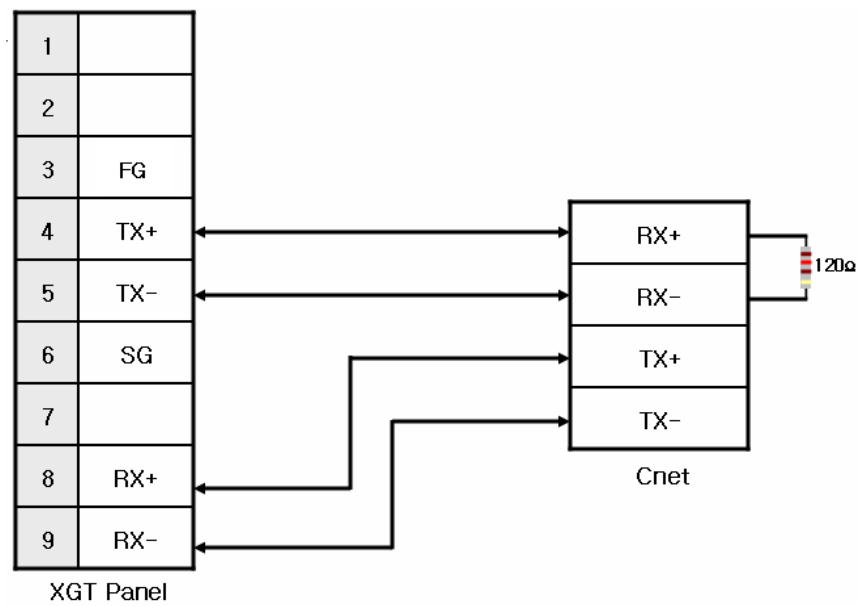 1
2
3 FG
4 TX+
5 TX-
6 SG
7
8 RX+
9 RX-
XGT Panel
RX+
RX-
TX+
TX-
120Ω
Cnet